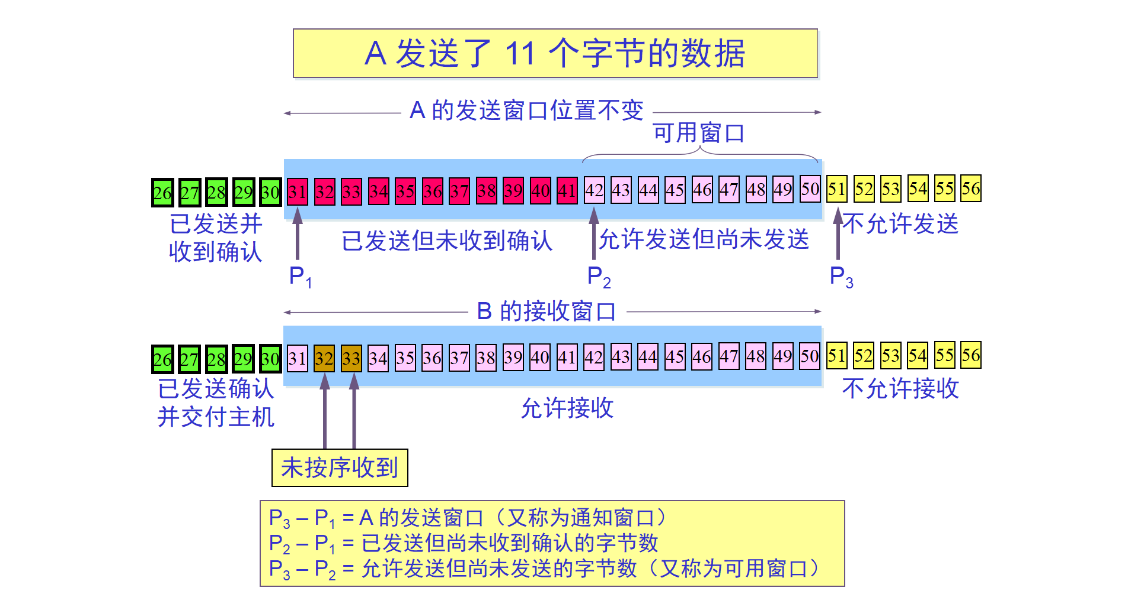 A 发送了 11 个字节的数据
A 的发送窗口位置不变
可用窗口
26 27 28 29 30 31 32 33 34 35 36 37 38 39 40 41 42 43 44 45 46 47 48 49 50 51 52 53 54 55 56
已发送并
收到确认
已发送但未收到确认
允许发送但尚未发送
不允许发送
P1
P2
P3
B 的接收窗口
26 27 28 29 30 31 32 33 34 35 36 37 38 39 40 41 42 43 44 45 46 47 48 49 50 51 52 53 54 55 56
已发送确认
并交付主机
允许接收
不允许接收
未按序收到
P3 – P1 = A 的发送窗口（又称为通知窗口）
P2 – P1 = 已发送但尚未收到确认的字节数
P3 – P2 = 允许发送但尚未发送的字节数（又称为可用窗口）